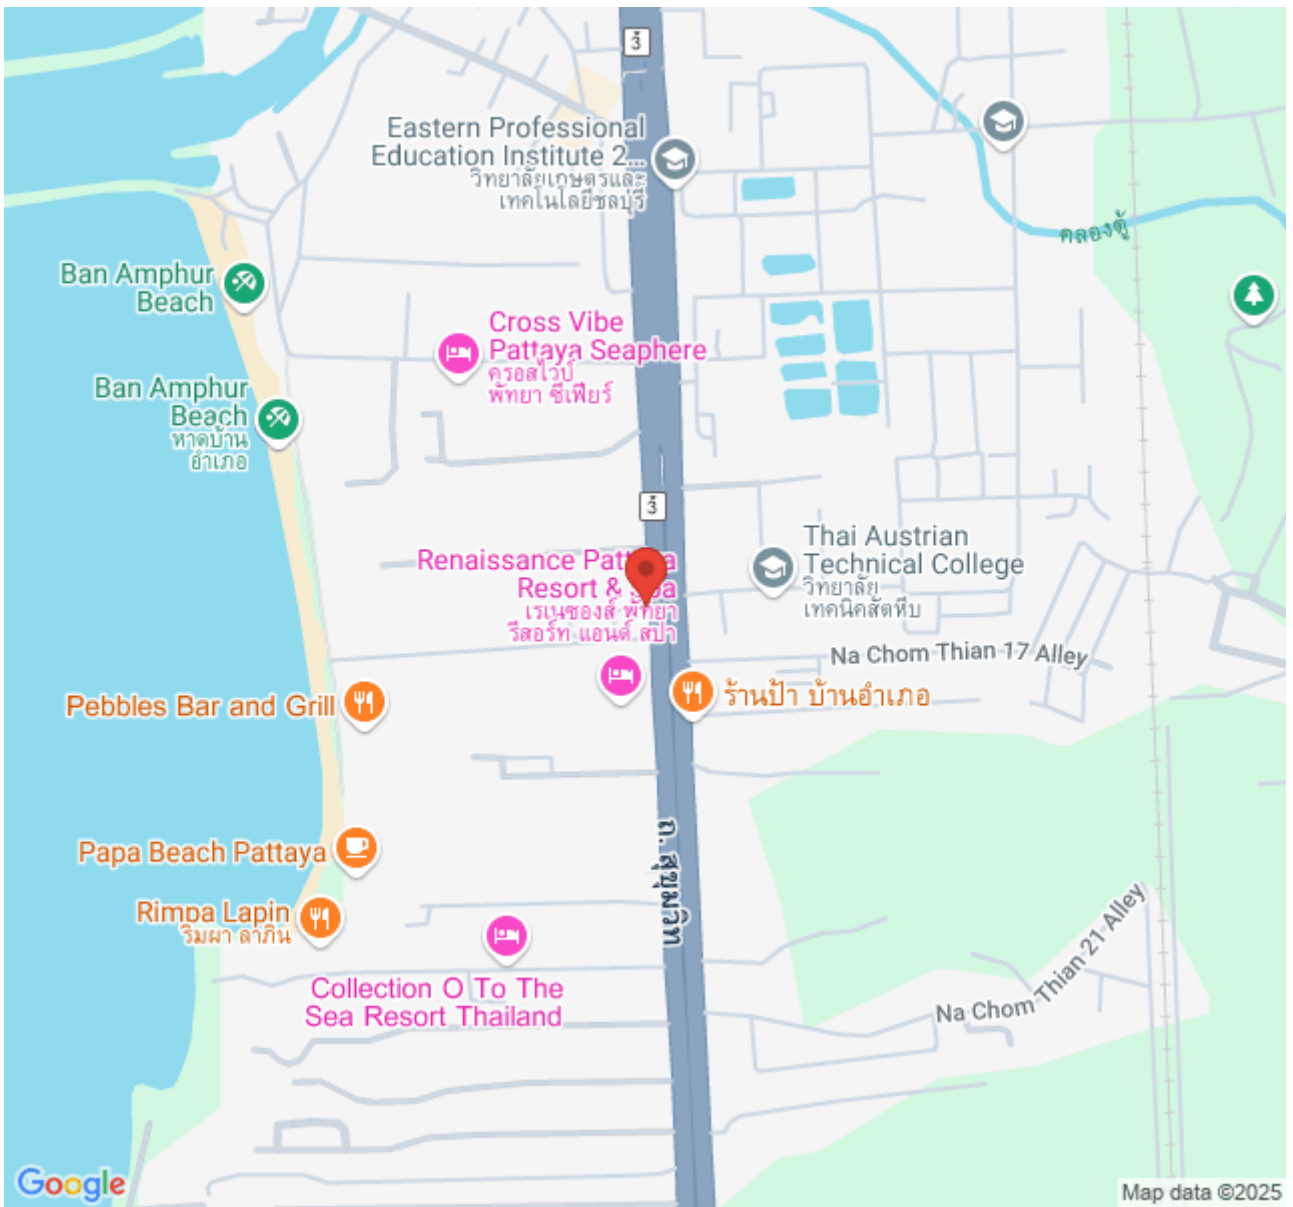 3
Eastern Professional
Education Institute 2...
วิทยาลัยเกษตรและ
เทคโนโลยีชลบุรี
คลองตู้
Ban Amphur
Beach
Cross Vibe
Pattaya Seaphere
ครอสไวบ์
พัทยา ซีเฟียร์
Ban Amphur
Beach
หาดบ้าน
อำเภอ
3
Renaissance Pattaya
Resort & Spa
เรเนซองส์ พัทยา
รีสอร์ท แอนด์ สปา
Thai Austrian
Technical College
วิทยาลัย
เทคนิคสัตหีบ
Na Chom Thian 17 Alley
Pebbles Bar and Grill
ร้านป้า บ้านอำเภอ
ถ. สุขุมวิท
Papa Beach Pattaya
Rimpa Lapin
ริมผา ลาภิน
Collection O To The
Sea Resort Thailand
Na Chom Thian 21 Alley
Google
Map data ©2025